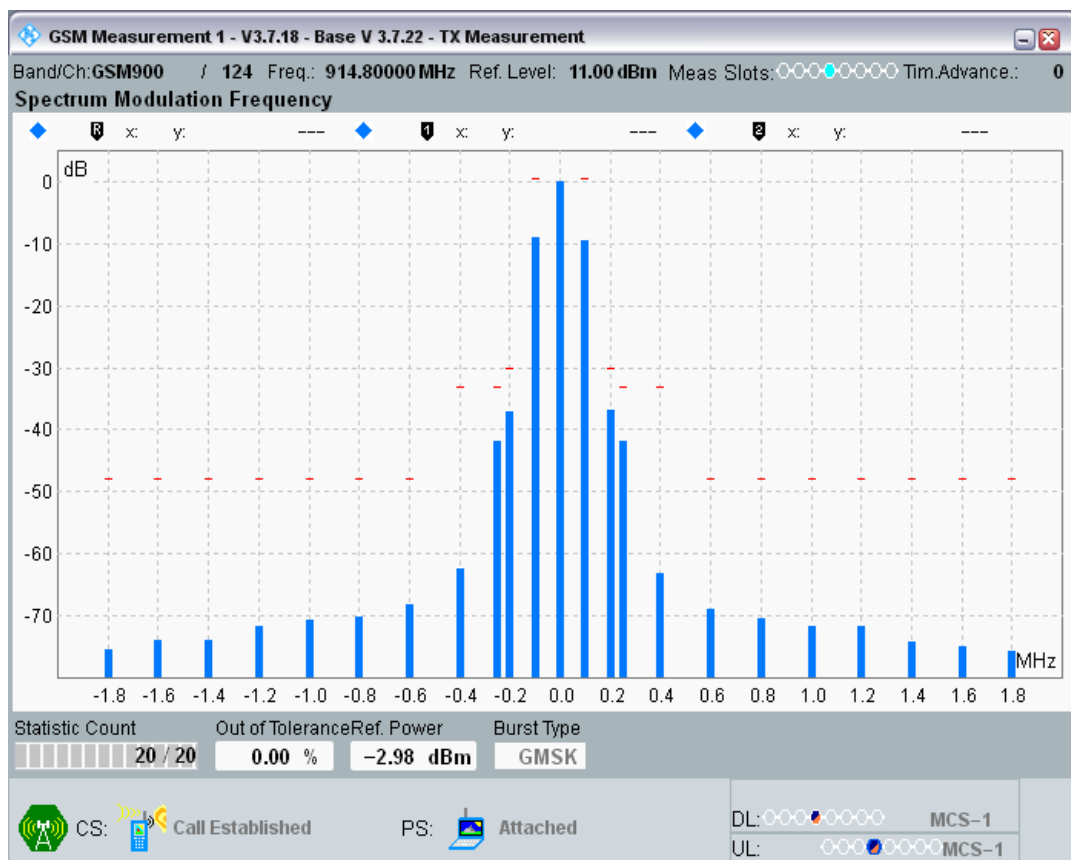 GSM Measurement 1 - V3.7.18 - Base V 3.7.22 - TX Measurement
Band/Ch:GSM900 / 124 Freq.: 914.80000 MHz Ref. Level: 11.00 dBm Meas Slots: Tim.Advance.: 0
Spectrum Modulation Frequency
R x: y: --- 1 x: y: --- 2 x: y: ---
dB
0
-10
-20
-30
-40
-50
-60
-70
MHz
-1.8 -1.6 -1.4 -1.2 -1.0 -0.8 -0.6 -0.4 -0.2 0.0 0.2 0.4 0.6 0.8 1.0 1.2 1.4 1.6 1.8
Statistic Count Out of Tolerance Ref. Power Burst Type
20 / 20 0.00 % −2.98 dBm GMSK
CS: Call Established PS: Attached DL: MCS−1
UL: MCS−1